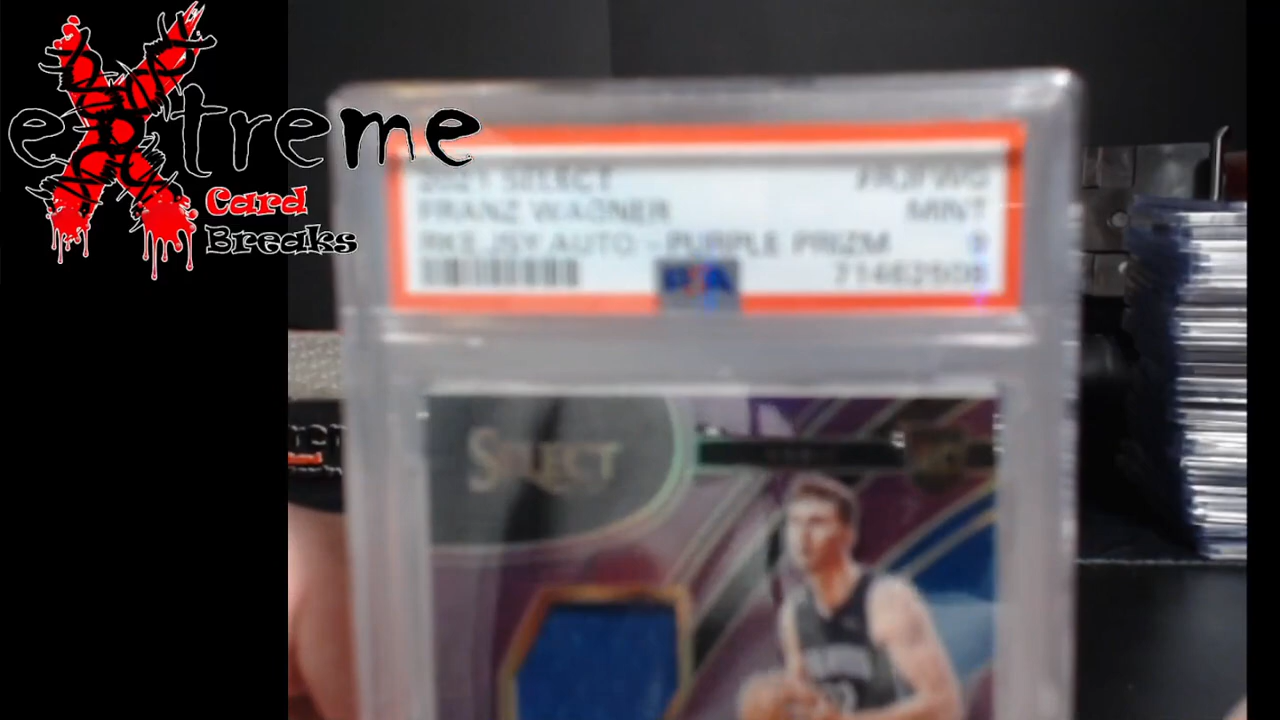 eXtreme
Card
Breaks
2021 SELECT
FRANZ WAGNER
MINT
RKE.JSY.AUTO - PURPLE PRIZM
9
PSA
SELECT